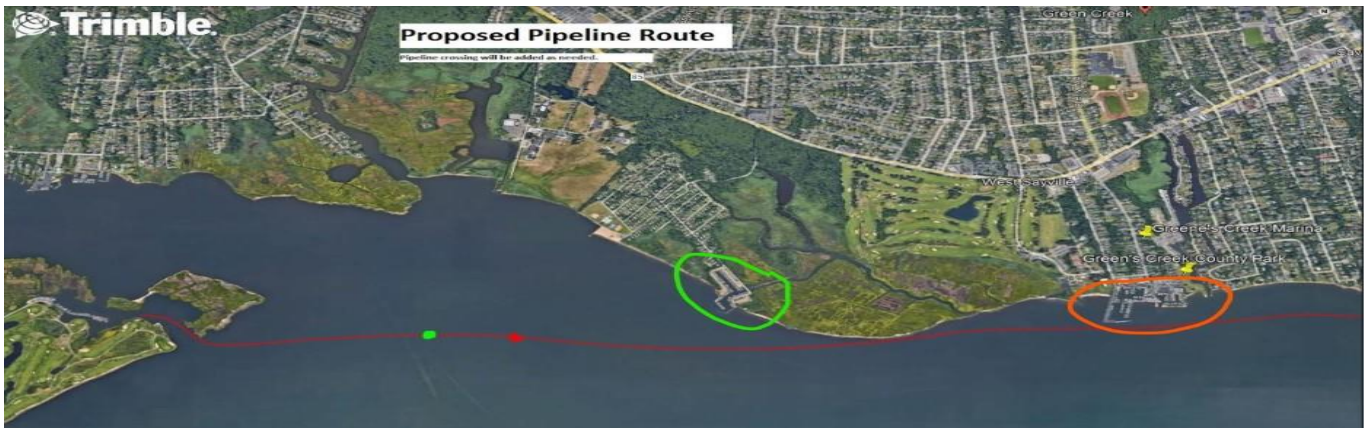 Trimble.
Proposed Pipeline Route
Pipeline crossing will be added as needed.
Green Creek
85
West Sayville
Greene's Creek Marina
Green's Creek County Park